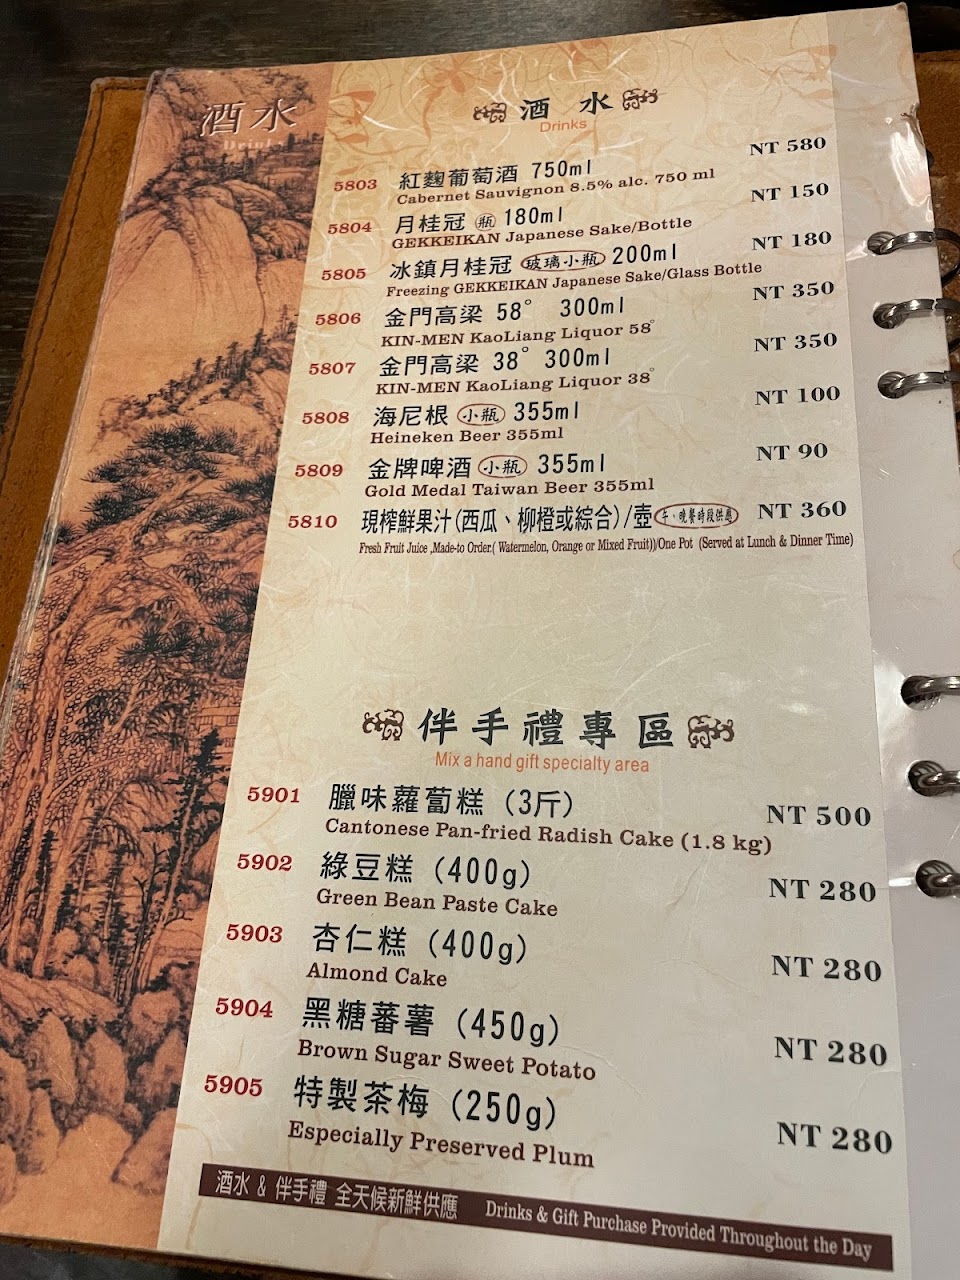 酒水
Drinks
酒水
Drinks
5803 紅麴葡萄酒 750ml NT 580
Cabernet Sauvignon 8.5% alc. 750 ml
5804 月桂冠 瓶 180ml NT 150
GEKKEIKAN Japanese Sake/Bottle
5805 冰鎮月桂冠 玻璃小瓶 200ml NT 180
Freezing GEKKEIKAN Japanese Sake/Glass Bottle
5806 金門高梁 58° 300ml NT 350
KIN-MEN KaoLiang Liquor 58°
5807 金門高梁 38° 300ml NT 350
KIN-MEN KaoLiang Liquor 38°
5808 海尼根 小瓶 355ml NT 100
Heineken Beer 355ml
5809 金牌啤酒 小瓶 355ml NT 90
Gold Medal Taiwan Beer 355ml
5810 現榨鮮果汁(西瓜、柳橙或綜合)/壺 午、晚餐時段供應 NT 360
Fresh Fruit Juice ,Made-to Order.( Watermelon, Orange or Mixed Fruit))/One Pot (Served at Lunch & Dinner Time)
伴手禮專區
Mix a hand gift specialty area
5901 臘味蘿蔔糕 (3斤) NT 500
Cantonese Pan-fried Radish Cake (1.8 kg)
5902 綠豆糕 (400g) NT 280
Green Bean Paste Cake
5903 杏仁糕 (400g) NT 280
Almond Cake
5904 黑糖蕃薯 (450g) NT 280
Brown Sugar Sweet Potato
5905 特製茶梅 (250g) NT 280
Especially Preserved Plum
酒水 & 伴手禮 全天候新鮮供應 Drinks & Gift Purchase Provided Throughout the Day